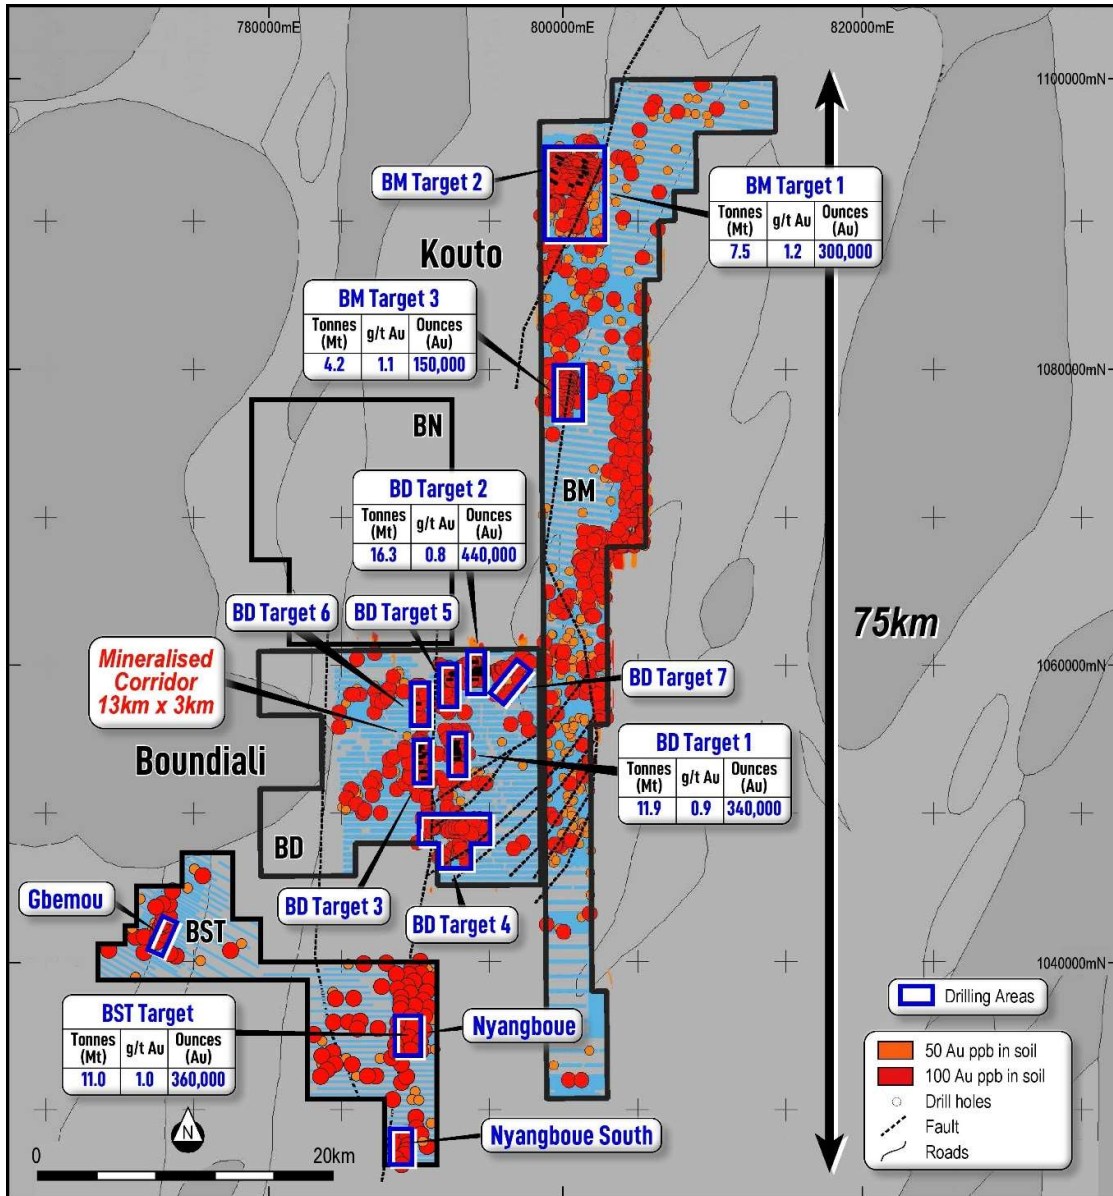 780000mE
800000mE
820000mE
1100000mN
BM Target 2
BM Target 1
Tonnes (Mt) g/t Au Ounces (Au)
7.5 1.2 300,000
Kouto
BM Target 3
Tonnes (Mt) g/t Au Ounces (Au)
4.2 1.1 150,000
1080000mN
BN
BD Target 2
Tonnes (Mt) g/t Au Ounces (Au)
16.3 0.8 440,000
BM
BD Target 6
BD Target 5
75km
Mineralised
Corridor
13km x 3km
1060000mN
BD Target 7
Boundiali
BD Target 1
Tonnes (Mt) g/t Au Ounces (Au)
11.9 0.9 340,000
BD
Gbemou
BST
BD Target 3
BD Target 4
1040000mN
BST Target
Tonnes (Mt) g/t Au Ounces (Au)
11.0 1.0 360,000
Nyangboue
Nyangboue South
N
0 20km
Drilling Areas
50 Au ppb in soil
100 Au ppb in soil
Drill holes
Fault
Roads